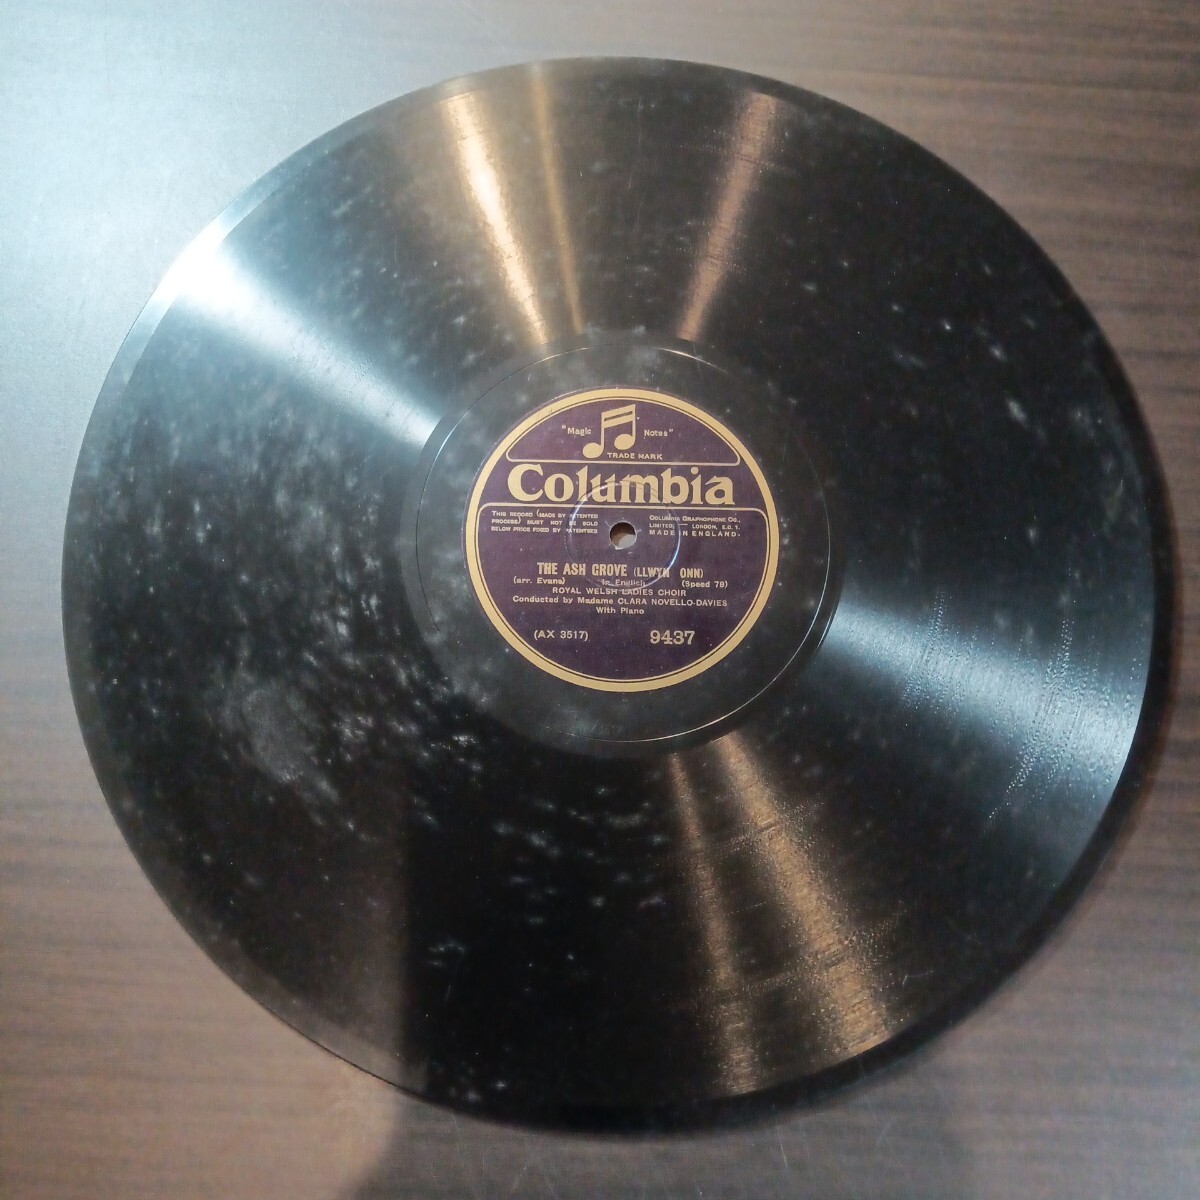 "Magic Notes"
TRADE MARK
Columbia
THIS RECORD (MADE BY PATENTED
PROCESS) MUST NOT BE SOLD
BELOW PRICE FIXED BY PATENTEES
COLUMBIA GRAPHOPHONE CO.,
LIMITED, — LONDON, E.C. 1.
MADE IN ENGLAND.
THE ASH GROVE (LLWYN ONN)
(arr. Evans) In English (Speed 78)
ROYAL WELSH LADIES CHOIR
Conducted by Madame CLARA NOVELLO-DAVIES
With Piano
(AX 3517) 9437